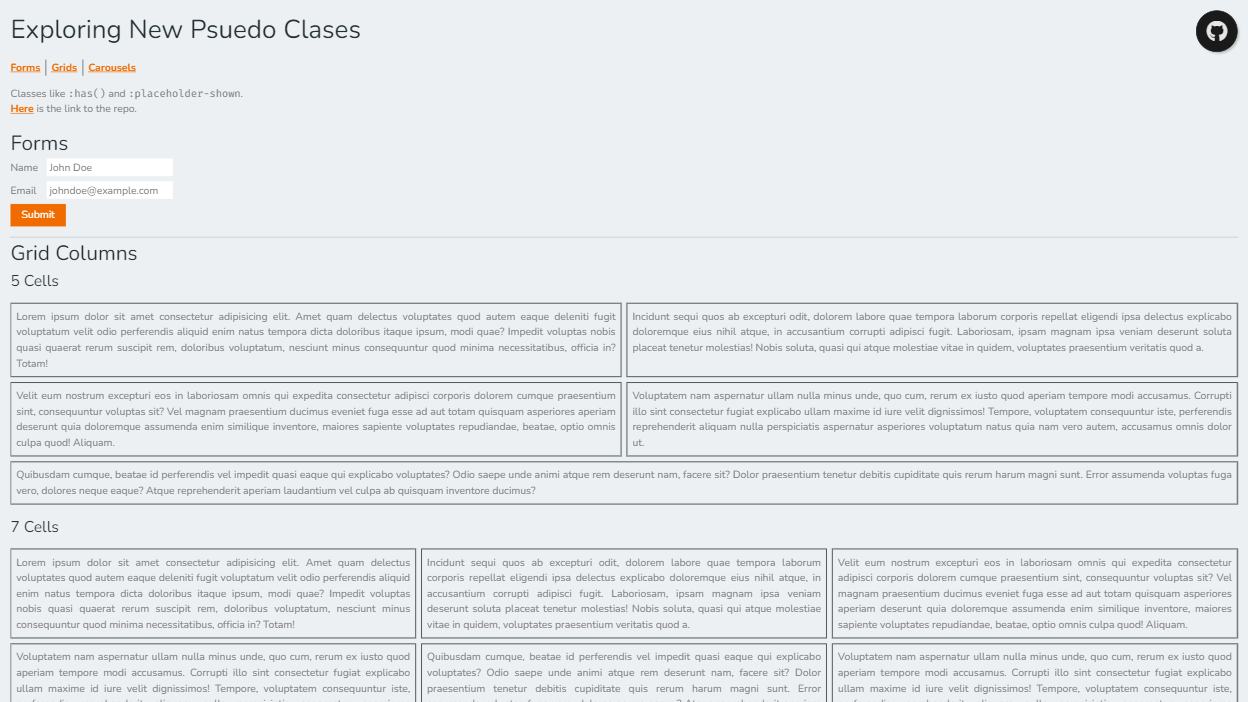 Exploring New Psuedo Clases
Forms
Grids
Carousels
Classes like :has() and :placeholder-shown.
Here is the link to the repo.
Forms
Name John Doe
Email johndoe@example.com
Submit
Grid Columns
5 Cells
Lorem ipsum dolor sit amet consectetur adipisicing elit. Amet quam delectus voluptates quod autem eaque deleniti fugit
voluptatum velit odio perferendis aliquid enim natus tempora dicta doloribus itaque ipsum, modi quae? Impedit voluptas nobis
quasi quaerat rerum suscipit rem, doloribus voluptatum, nesciunt minus consequuntur quod minima necessitatibus, officia in?
Totam!
Incidunt sequi quos ab excepturi odit, dolorem labore quae tempora laborum corporis repellat eligendi ipsa delectus explicabo
doloremque eius nihil atque, in accusantium corrupti adipisci fugit. Laboriosam, ipsam magnam ipsa veniam deserunt soluta
placeat tenetur molestias! Nobis soluta, quasi qui atque molestiae vitae in quidem, voluptates praesentium veritatis quod a.
Velit eum nostrum excepturi eos in laboriosam omnis qui expedita consectetur adipisci corporis dolorem cumque praesentium
sint, consequuntur voluptas sit? Vel magnam praesentium ducimus eveniet fuga esse ad aut totam quisquam asperiores aperiam
deserunt quia doloremque assumenda enim similique inventore, maiores sapiente voluptates repudiandae, beatae, optio omnis
culpa quod! Aliquam.
Voluptatem nam aspernatur ullam nulla minus unde, quo cum, rerum ex iusto quod aperiam tempore modi accusamus. Corrupti
illo sint consectetur fugiat explicabo ullam maxime id iure velit dignissimos! Tempore, voluptatem consequuntur iste, perferendis
reprehenderit aliquam nulla perspiciatis aspernatur asperiores voluptatum natus quia nam vero autem, accusamus omnis dolor
ut.
Quibusdam cumque, beatae id perferendis vel impedit quasi eaque qui explicabo voluptates? Odio saepe unde animi atque rem deserunt nam, facere sit? Dolor praesentium tenetur debitis cupiditate quis rerum harum magni sunt. Error assumenda voluptas fuga
vero, dolores neque eaque? Atque reprehenderit aperiam laudantium vel culpa ab quisquam inventore ducimus?
7 Cells
Lorem ipsum dolor sit amet consectetur adipisicing elit. Amet quam delectus
voluptates quod autem eaque deleniti fugit voluptatum velit odio perferendis aliquid
enim natus tempora dicta doloribus itaque ipsum, modi quae? Impedit voluptas
nobis quasi quaerat rerum suscipit rem, doloribus voluptatum, nesciunt minus
consequuntur quod minima necessitatibus, officia in? Totam!
Incidunt sequi quos ab excepturi odit, dolorem labore quae tempora laborum
corporis repellat eligendi ipsa delectus explicabo doloremque eius nihil atque, in
accusantium corrupti adipisci fugit. Laboriosam, ipsam magnam ipsa veniam
deserunt soluta placeat tenetur molestias! Nobis soluta, quasi qui atque molestiae
vitae in quidem, voluptates praesentium veritatis quod a.
Velit eum nostrum excepturi eos in laboriosam omnis qui expedita consectetur
adipisci corporis dolorem cumque praesentium sint, consequuntur voluptas sit? Vel
magnam praesentium ducimus eveniet fuga esse ad aut totam quisquam asperiores
aperiam deserunt quia doloremque assumenda enim similique inventore, maiores
sapiente voluptates repudiandae, beatae, optio omnis culpa quod! Aliquam.
Voluptatem nam aspernatur ullam nulla minus unde, quo cum, rerum ex iusto quod
aperiam tempore modi accusamus. Corrupti illo sint consectetur fugiat explicabo
ullam maxime id iure velit dignissimos! Tempore, voluptatem consequuntur iste,
Quibusdam cumque, beatae id perferendis vel impedit quasi eaque qui explicabo
voluptates? Odio saepe unde animi atque rem deserunt nam, facere sit? Dolor
praesentium tenetur debitis cupiditate quis rerum harum magni sunt. Error
Voluptatem nam aspernatur ullam nulla minus unde, quo cum, rerum ex iusto quod
aperiam tempore modi accusamus. Corrupti illo sint consectetur fugiat explicabo
ullam maxime id iure velit dignissimos! Tempore, voluptatem consequuntur iste,